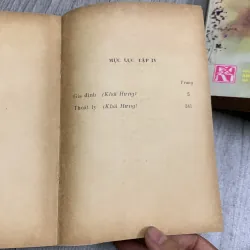 MỤC LỤC TẬP II
Trang
Gia đình (Khái Hưng) 5
Thoát ly (Khái Hưng)